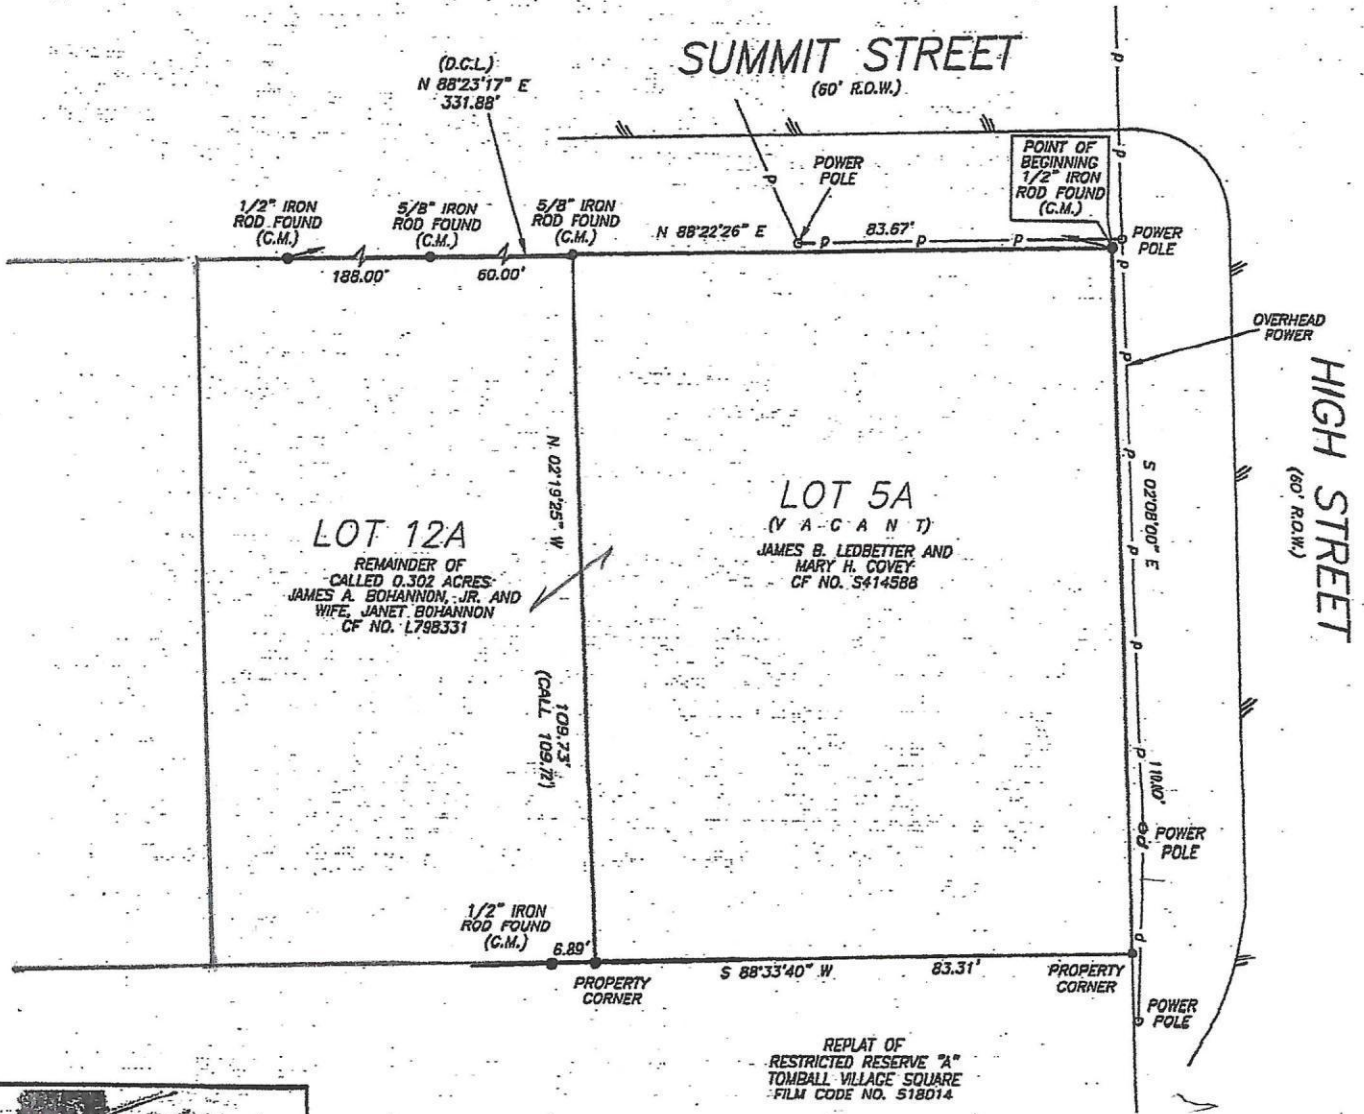 SUMMIT STREET
(60' R.O.W.)
(D.C.L.)
N 88°23'17" E
331.88'
POINT OF
BEGINNING
1/2" IRON
ROD FOUND
(C.M.)
POWER
POLE
1/2" IRON
ROD FOUND
(C.M.)
5/8" IRON
ROD FOUND
(C.M.)
5/8" IRON
ROD FOUND
(C.M.)
N 88°22'26" E
83.67'
POWER
POLE
188.00'
60.00'
OVERHEAD
POWER
HIGH STREET
(60' R.O.W.)
N 02°19'25" W
S 02°08'00" E
LOT 12A
REMAINDER OF
CALLED 0.302 ACRES
JAMES A. BOHANNON, JR. AND
WIFE, JANET BOHANNON
CF NO. L798331
LOT 5A
(V A C A N T)
JAMES B. LEDBETTER AND
MARY H. COVEY
CF NO. S414588
109.73'
(CALL 109.72')
POWER
POLE
1/2" IRON
ROD FOUND
(C.M.)
6.89'
PROPERTY
CORNER
S 88°33'40" W
83.31'
PROPERTY
CORNER
POWER
POLE
REPLAT OF
RESTRICTED RESERVE "A"
TOMBALL VILLAGE SQUARE
FILM CODE NO. 518014